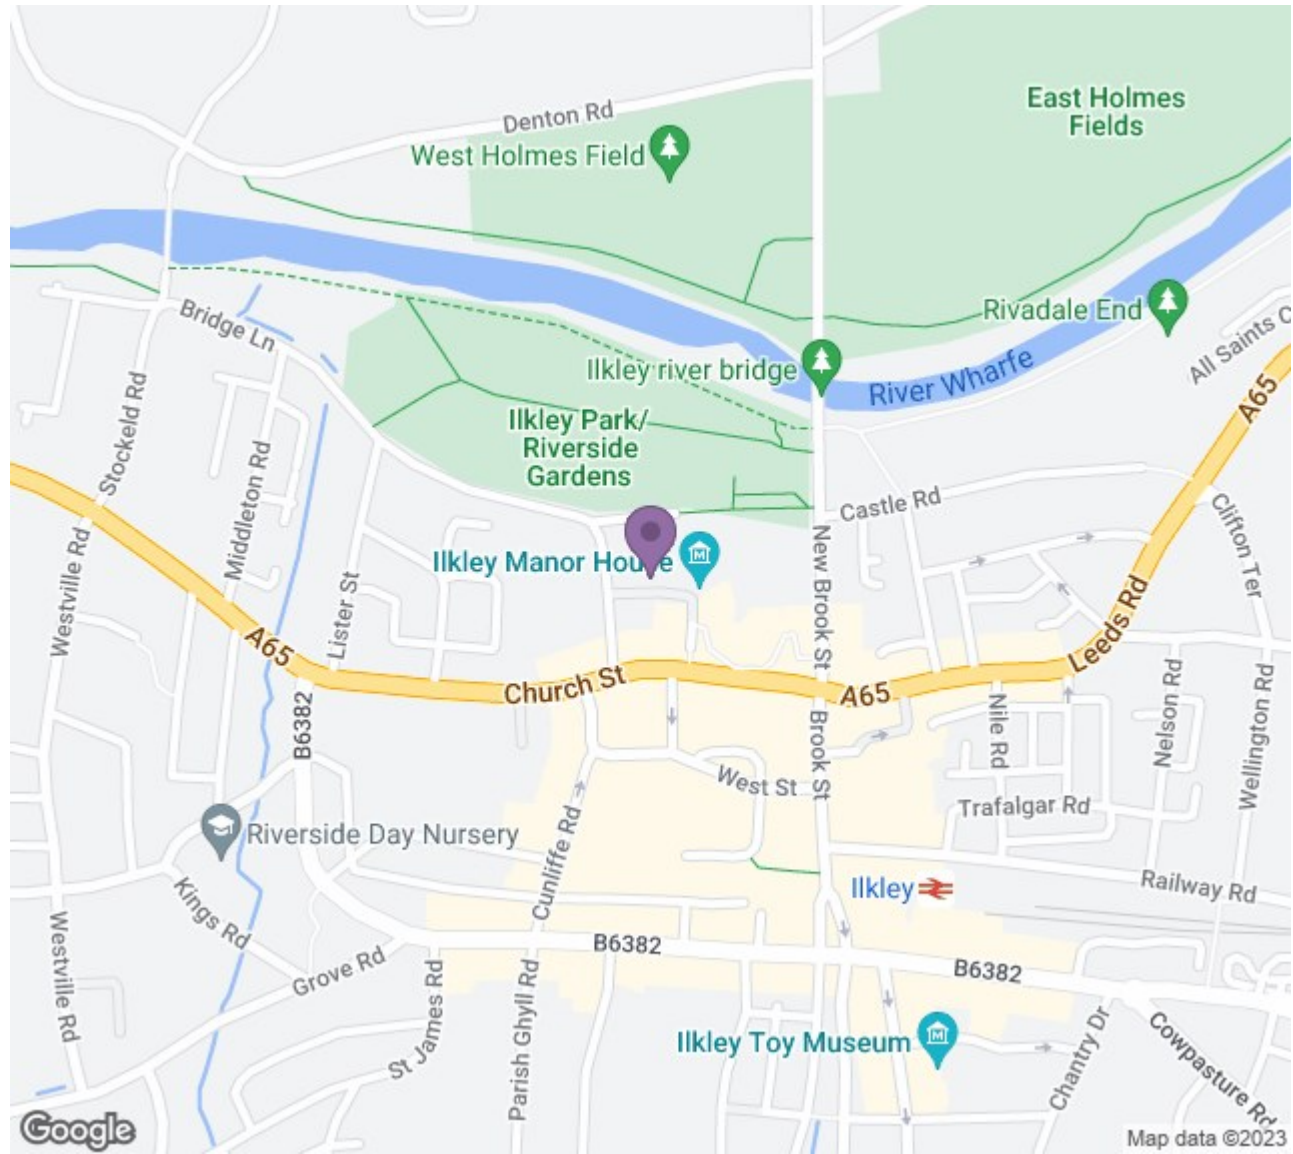 Denton Rd
West Holmes Field
East Holmes
Fields
Rivadale End
Bridge Ln
Ilkley river bridge
River Wharfe
All Saints C
A65
Ilkley Park/
Riverside
Gardens
Stockeld Rd
Middleton Rd
Castle Rd
Clifton Ter
Westville Rd
Lister St
Ilkley Manor House
New Brook St
Leeds Rd
A65
Church St
A65
B6382
Brook St
Nile Rd
Nelson Rd
Wellington Rd
West St
Trafalgar Rd
Riverside Day Nursery
Cunliffe Rd
Ilkley
Railway Rd
Kings Rd
Westville Rd
Grove Rd
B6382
B6382
St James Rd
Parish Ghyll Rd
Ilkley Toy Museum
Chantry Dr
Cowpasture Rd
Google
Map data ©2023